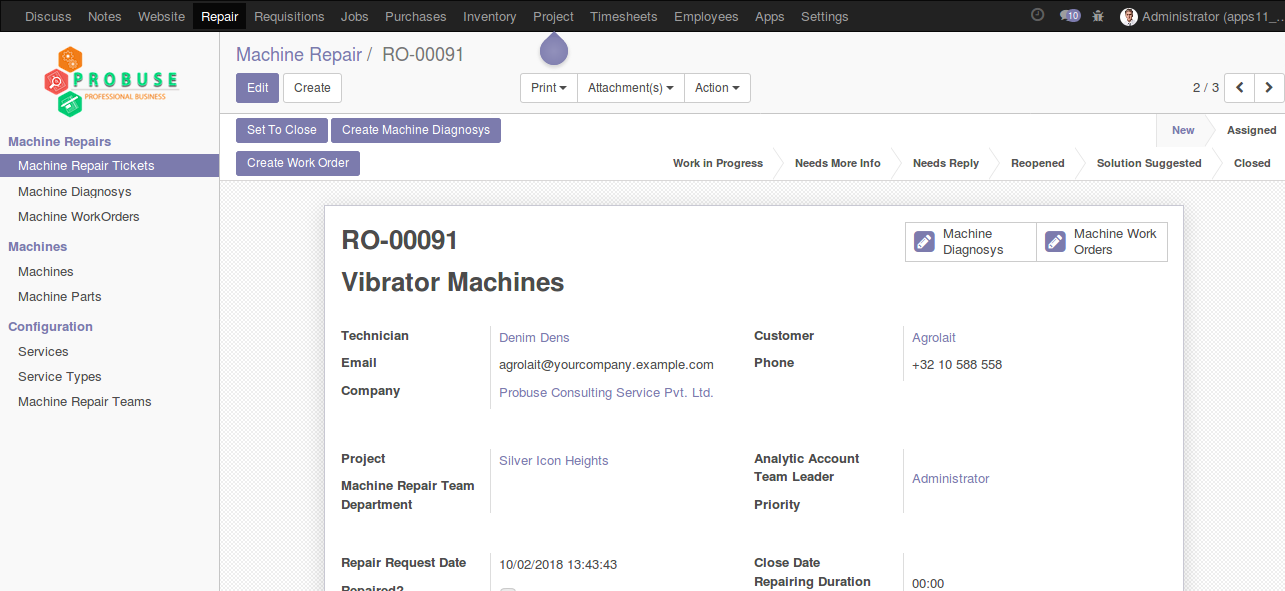 Discuss Notes Website Repair Requisitions Jobs Purchases Inventory Project Timesheets Employees Apps Settings 10 Administrator (apps11_...
PROBUSE
PROFESSIONAL BUSINESS
Machine Repairs
Machine Repair Tickets
Machine Diagnosys
Machine WorkOrders
Machines
Machines
Machine Parts
Configuration
Services
Service Types
Machine Repair Teams
Machine Repair / RO-00091
Edit Create Print Attachment(s) Action 2 / 3
Set To Close Create Machine Diagnosys New Assigned
Create Work Order Work in Progress Needs More Info Needs Reply Reopened Solution Suggested Closed
RO-00091
Machine Diagnosys
Machine Work Orders
Vibrator Machines
Technician Denim Dens Customer Agrolait
Email agrolait@yourcompany.example.com Phone +32 10 588 558
Company Probuse Consulting Service Pvt. Ltd.
Project Silver Icon Heights Analytic Account
Team Leader Administrator
Machine Repair Team
Department Priority
Repair Request Date 10/02/2018 13:43:43 Close Date
Repairing Duration 00:00
Repaired?